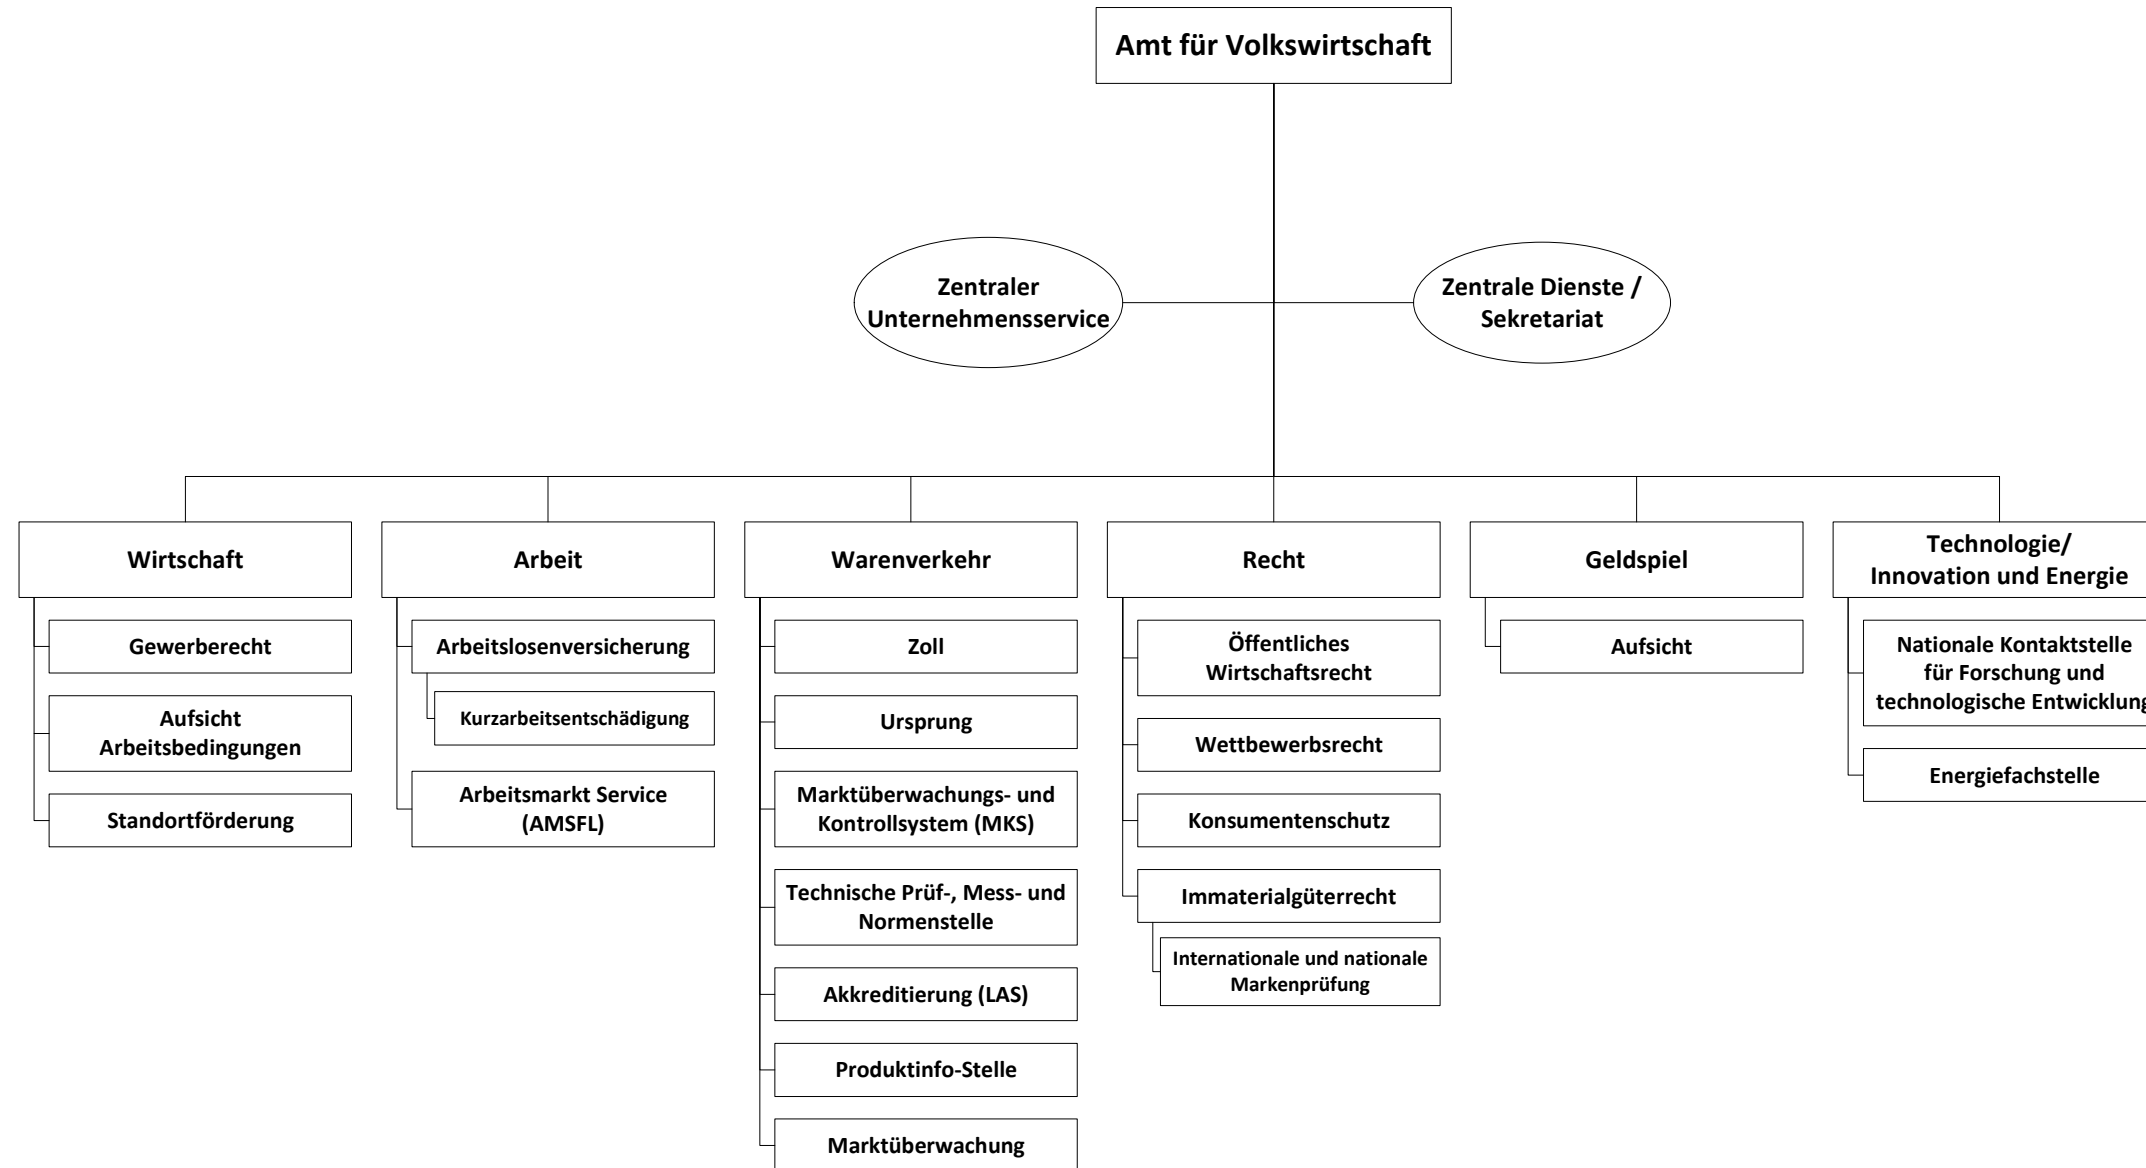 Amt für Volkswirtschaft
Zentraler
Unternehmensservice
Zentrale Dienste /
Sekretariat
Wirtschaft
Gewerberecht
Aufsicht
Arbeitsbedingungen
Standortförderung
Arbeit
Arbeitslosenversicherung
Kurzarbeitsentschädigung
Arbeitsmarkt Service
(AMSFL)
Warenverkehr
Zoll
Ursprung
Marktüberwachungs- und
Kontrollsystem (MKS)
Technische Prüf-, Mess- und
Normenstelle
Akkreditierung (LAS)
Produktinfo-Stelle
Marktüberwachung
Recht
Öffentliches
Wirtschaftsrecht
Wettbewerbsrecht
Konsumentenschutz
Immaterialgüterrecht
Internationale und nationale
Markenprüfung
Geldspiel
Aufsicht
Technologie/
Innovation und Energie
Nationale Kontaktstelle
für Forschung und
technologische Entwicklung
Energiefachstelle